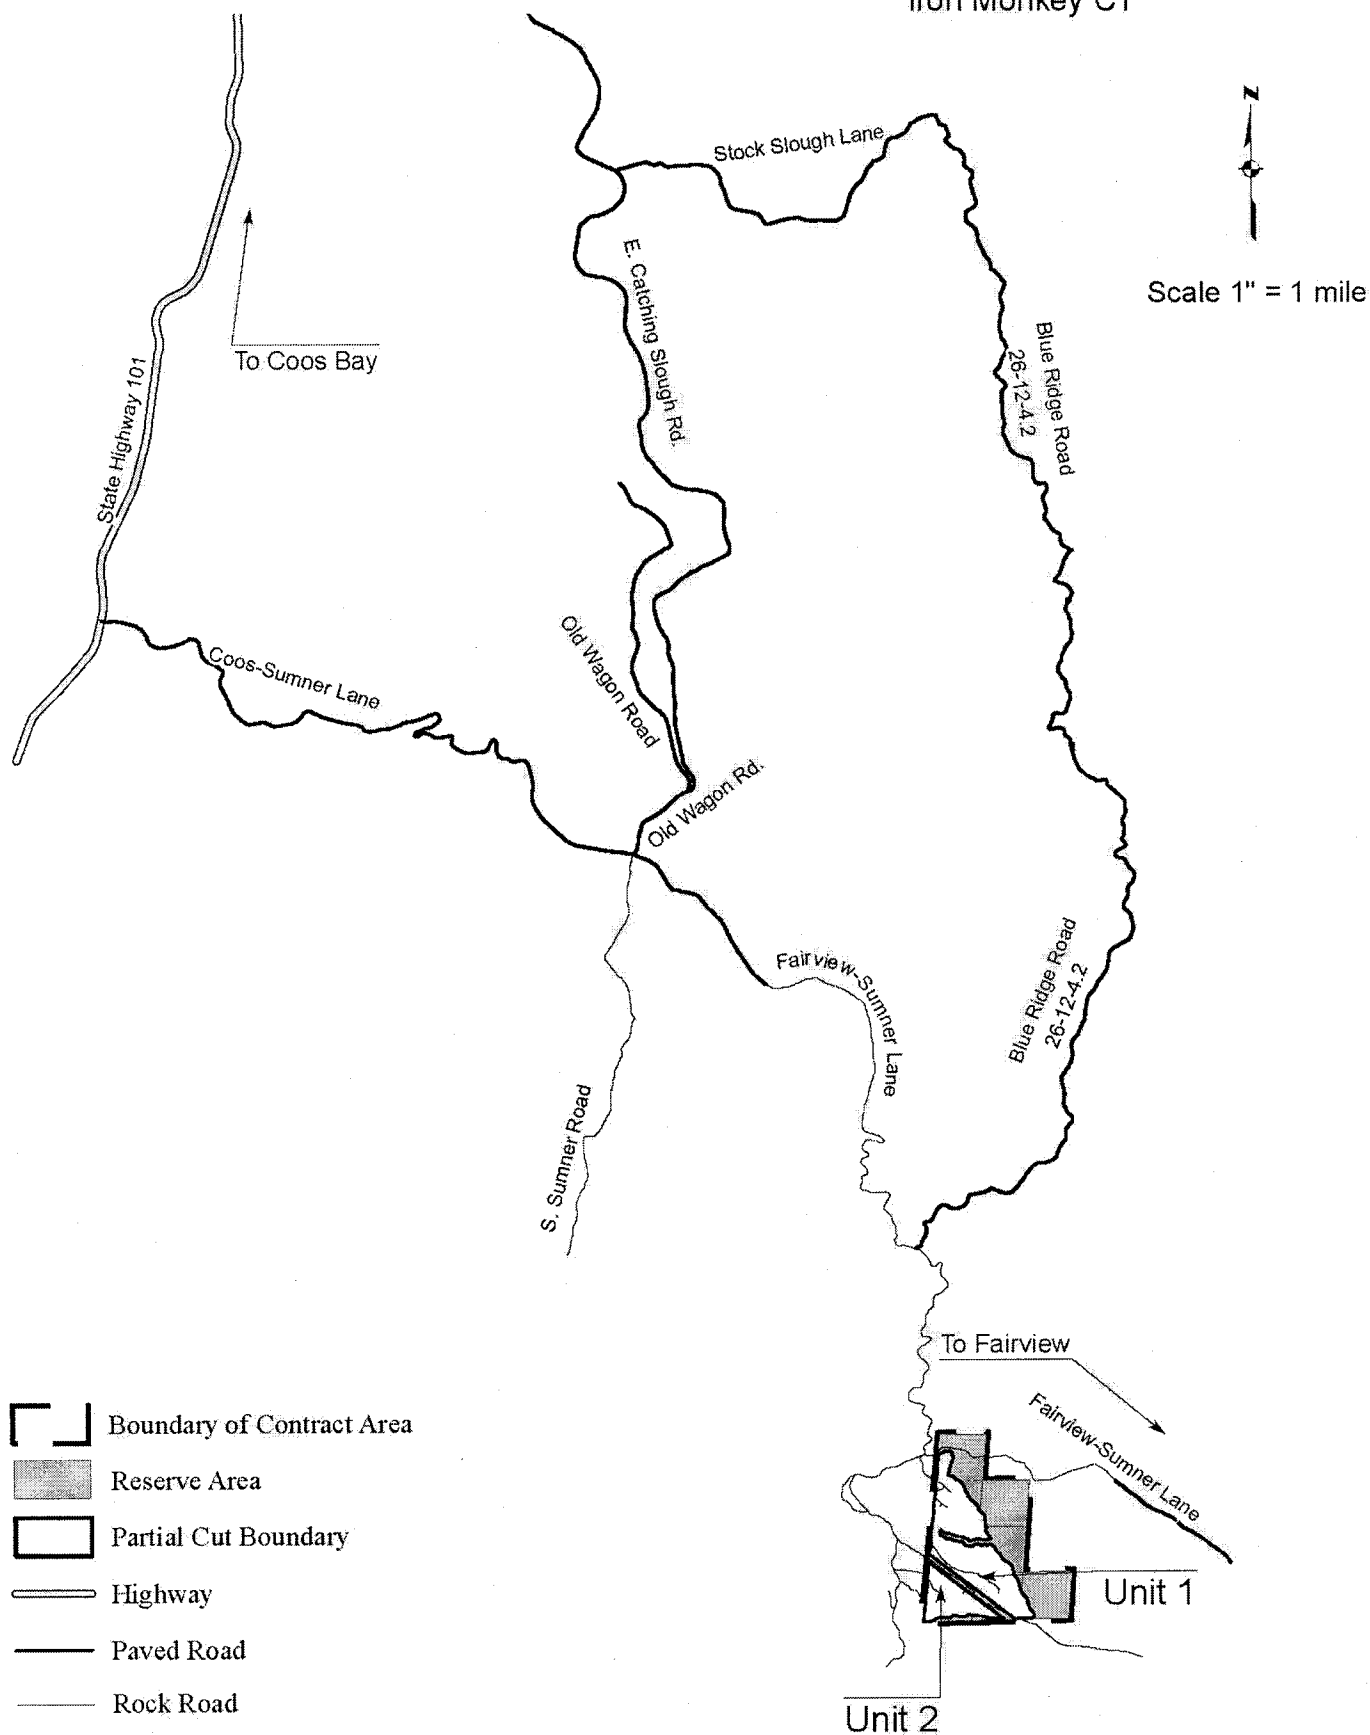 Iron Monkey CT
Stock Slough Lane
N
E. Catching Slough Rd.
Scale 1" = 1 mile
To Coos Bay
State Highway 101
Blue Ridge Road
26-12-4.2
Old Wagon Road
Coos-Sumner Lane
Old Wagon Rd.
Fairview-Sumner Lane
Blue Ridge Road
26-12-4.2
S. Sumner Road
To Fairview
Fairview-Sumner Lane
Boundary of Contract Area
Reserve Area
Partial Cut Boundary
Highway
Paved Road
Rock Road
Unit 1
Unit 2